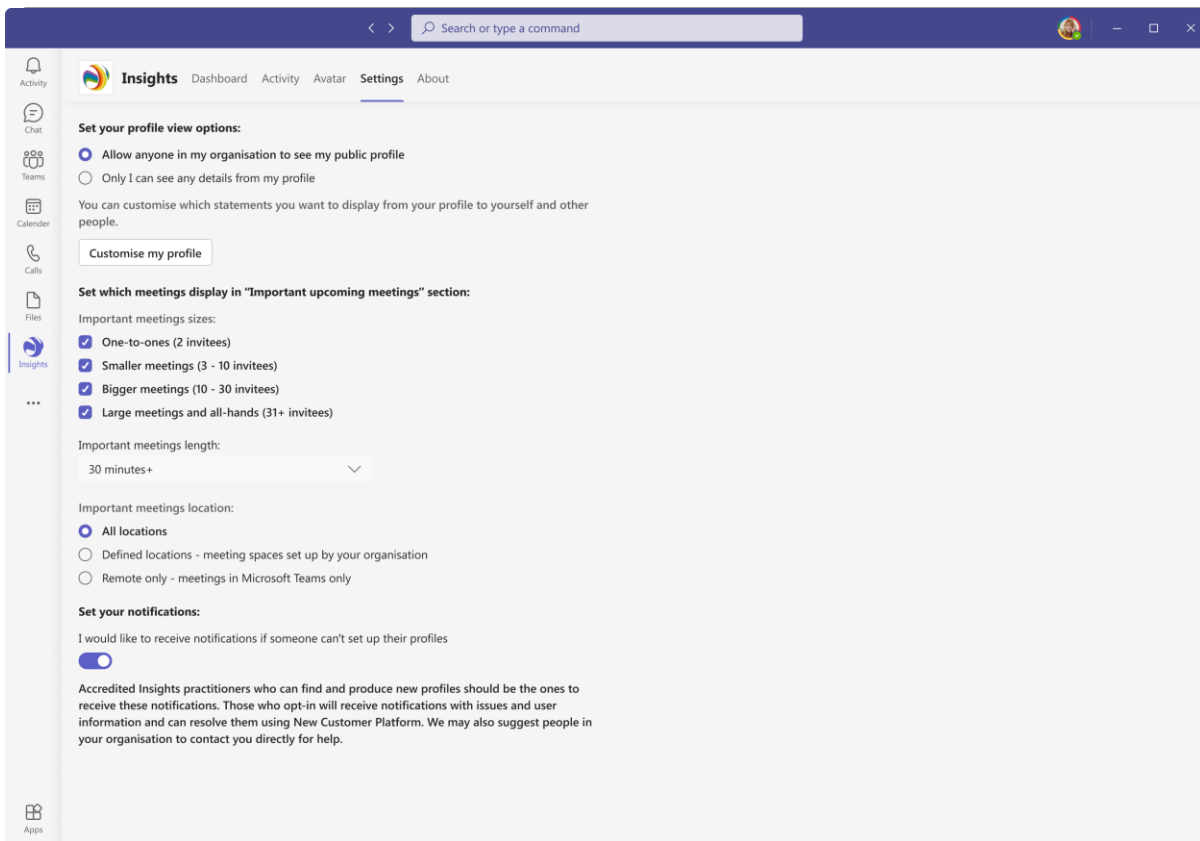 Search or type a command
Activity
Chat
Teams
Calender
Calls
Files
Insights
Apps
Insights Dashboard Activity Avatar Settings About
Set your profile view options:
Allow anyone in my organisation to see my public profile
Only I can see any details from my profile
You can customise which statements you want to display from your profile to yourself and other
people.
Customise my profile
Set which meetings display in “Important upcoming meetings” section:
Important meetings sizes:
One-to-ones (2 invitees)
Smaller meetings (3 - 10 invitees)
Bigger meetings (10 - 30 invitees)
Large meetings and all-hands (31+ invitees)
Important meetings length:
30 minutes+
Important meetings location:
All locations
Defined locations - meeting spaces set up by your organisation
Remote only - meetings in Microsoft Teams only
Set your notifications:
I would like to receive notifications if someone can’t set up their profiles
Accredited Insights practitioners who can find and produce new profiles should be the ones to
receive these notifications. Those who opt-in will receive notifications with issues and user
information and can resolve them using New Customer Platform. We may also suggest people in
your organisation to contact you directly for help.